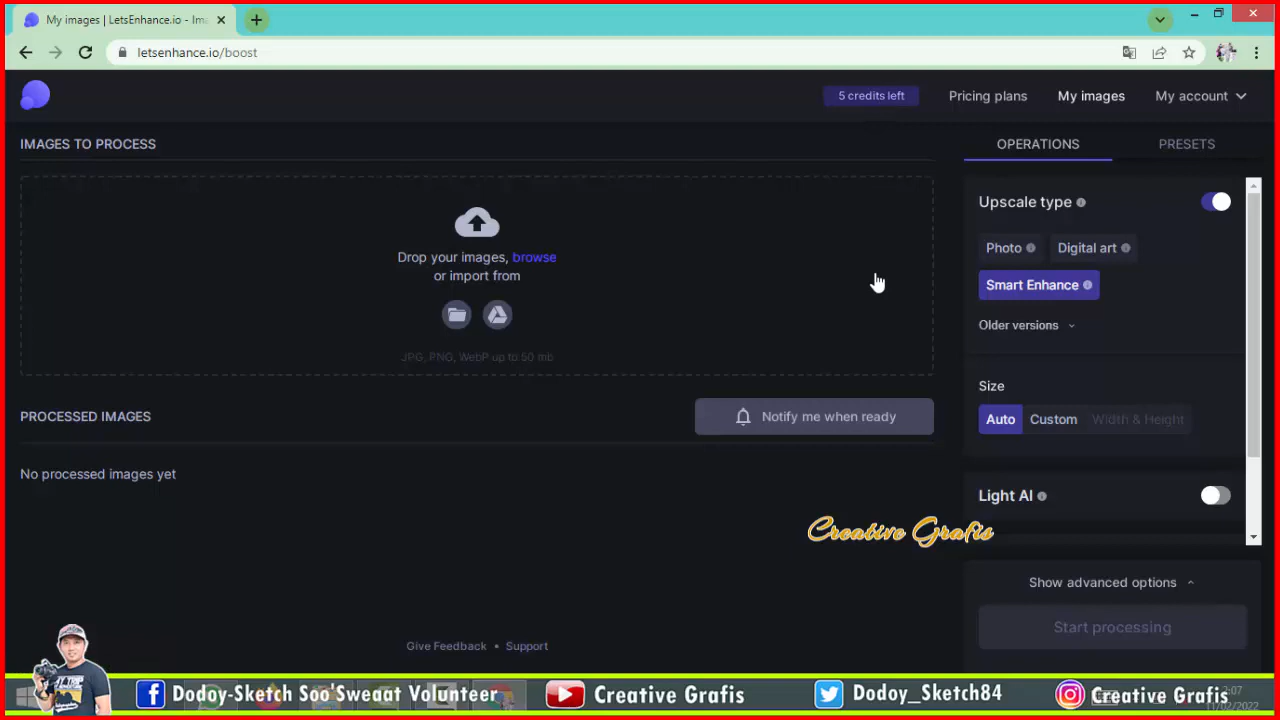 My images | LetsEnhance.io - Ima
letsenhance.io/boost
5 credits left
Pricing plans
My images
My account
IMAGES TO PROCESS
OPERATIONS
PRESETS
Drop your images, browse
or import from
JPG, PNG, WebP up to 50 mb
Upscale type
Photo
Digital art
Smart Enhance
Older versions
Size
Auto
Custom
Width & Height
PROCESSED IMAGES
Notify me when ready
No processed images yet
Light AI
Creative Grafis
Show advanced options
Start processing
Give Feedback • Support
Dodoy-Sketch Soo'Sweaat Volunteer
Creative Grafis
Dodoy_Sketch84
Creative Grafis
11/02/2022